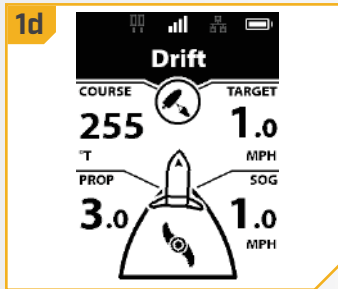 1d
Drift
COURSE TARGET
255 1.0
°T MPH
PROP SOG
3.0 1.0
MPH